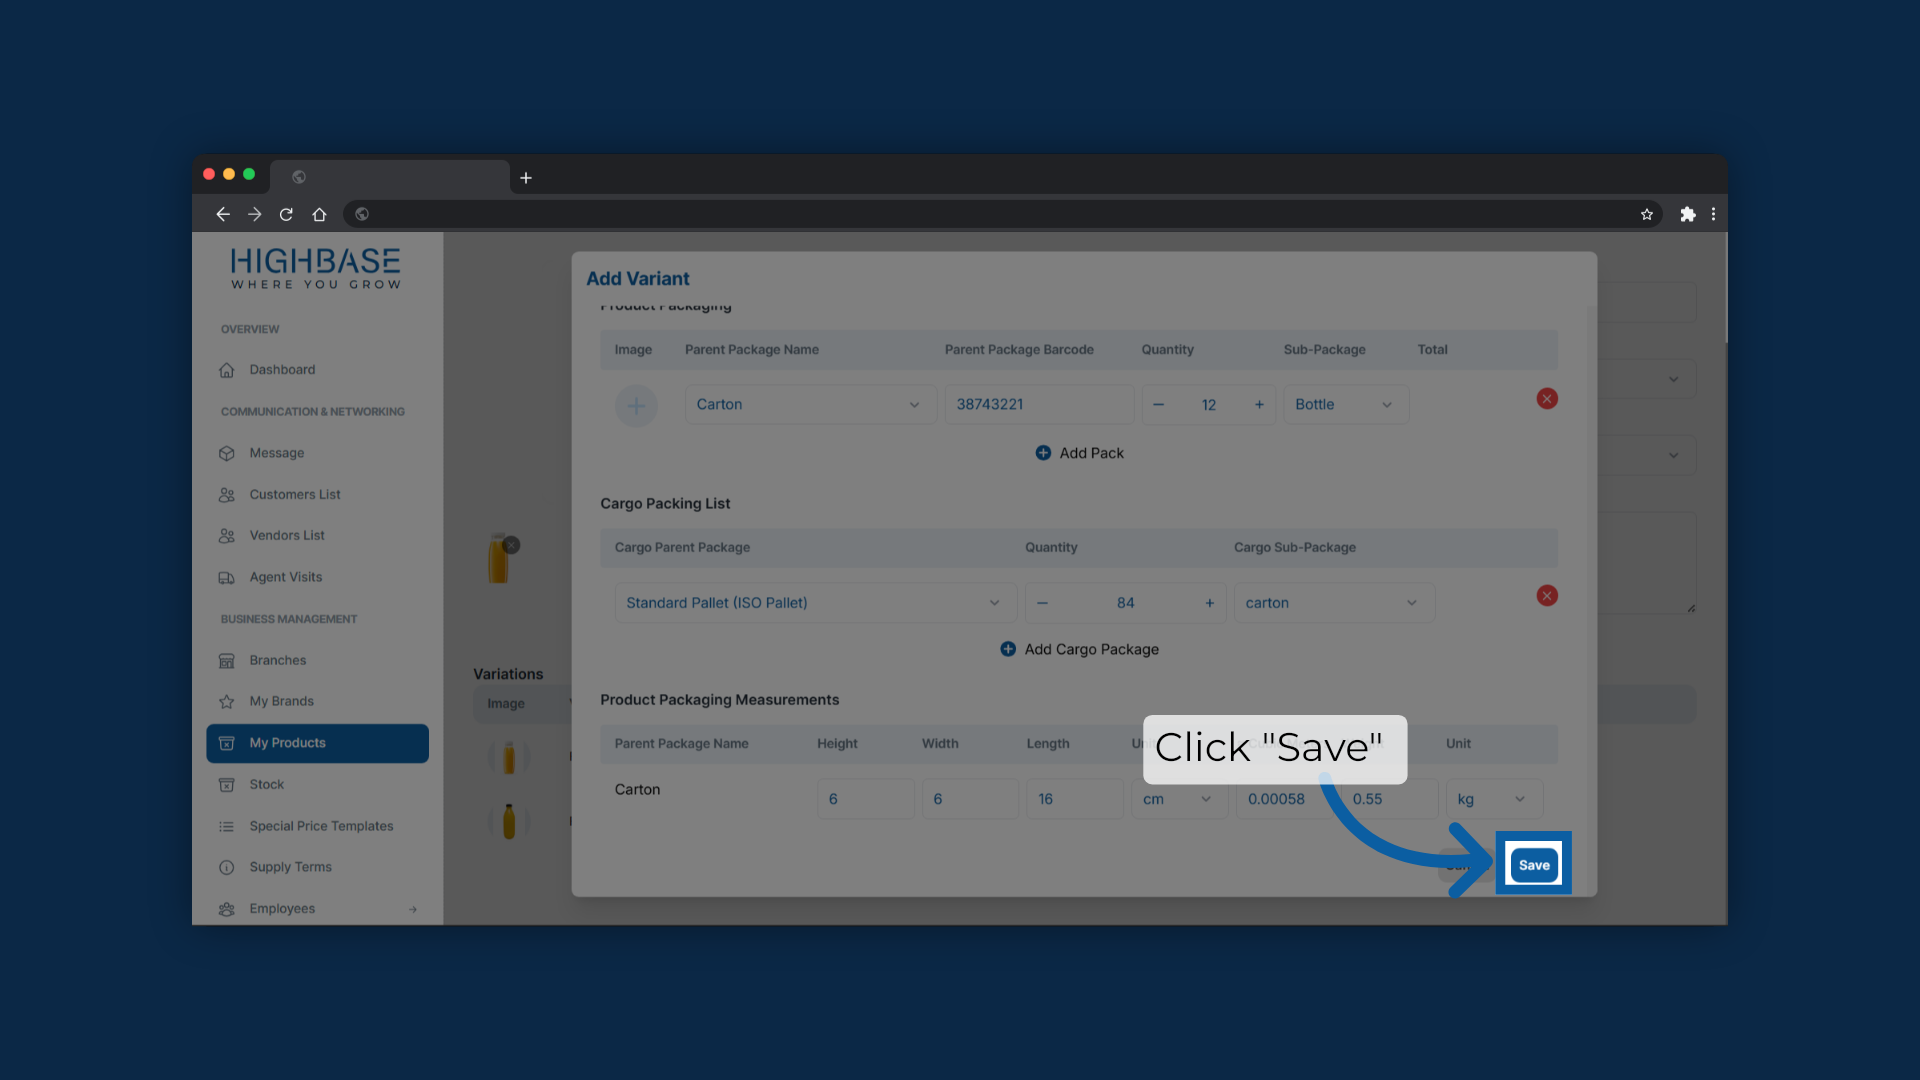 HIGHBASE
WHERE YOU GROW
OVERVIEW
Dashboard
COMMUNICATION & NETWORKING
Message
Customers List
Vendors List
Agent Visits
BUSINESS MANAGEMENT
Branches
My Brands
My Products
Stock
Special Price Templates
Supply Terms
Employees
Variations
Image
Add Variant
Product Packaging
Image Parent Package Name Parent Package Barcode Quantity Sub-Package Total
Carton 38743221 12 Bottle
Add Pack
Cargo Packing List
Cargo Parent Package Quantity Cargo Sub-Package
Standard Pallet (ISO Pallet) 84 carton
Add Cargo Package
Product Packaging Measurements
Parent Package Name Height Width Length Unit
Click "Save"
Carton 6 6 16 cm 0.00058 0.55 kg
Save